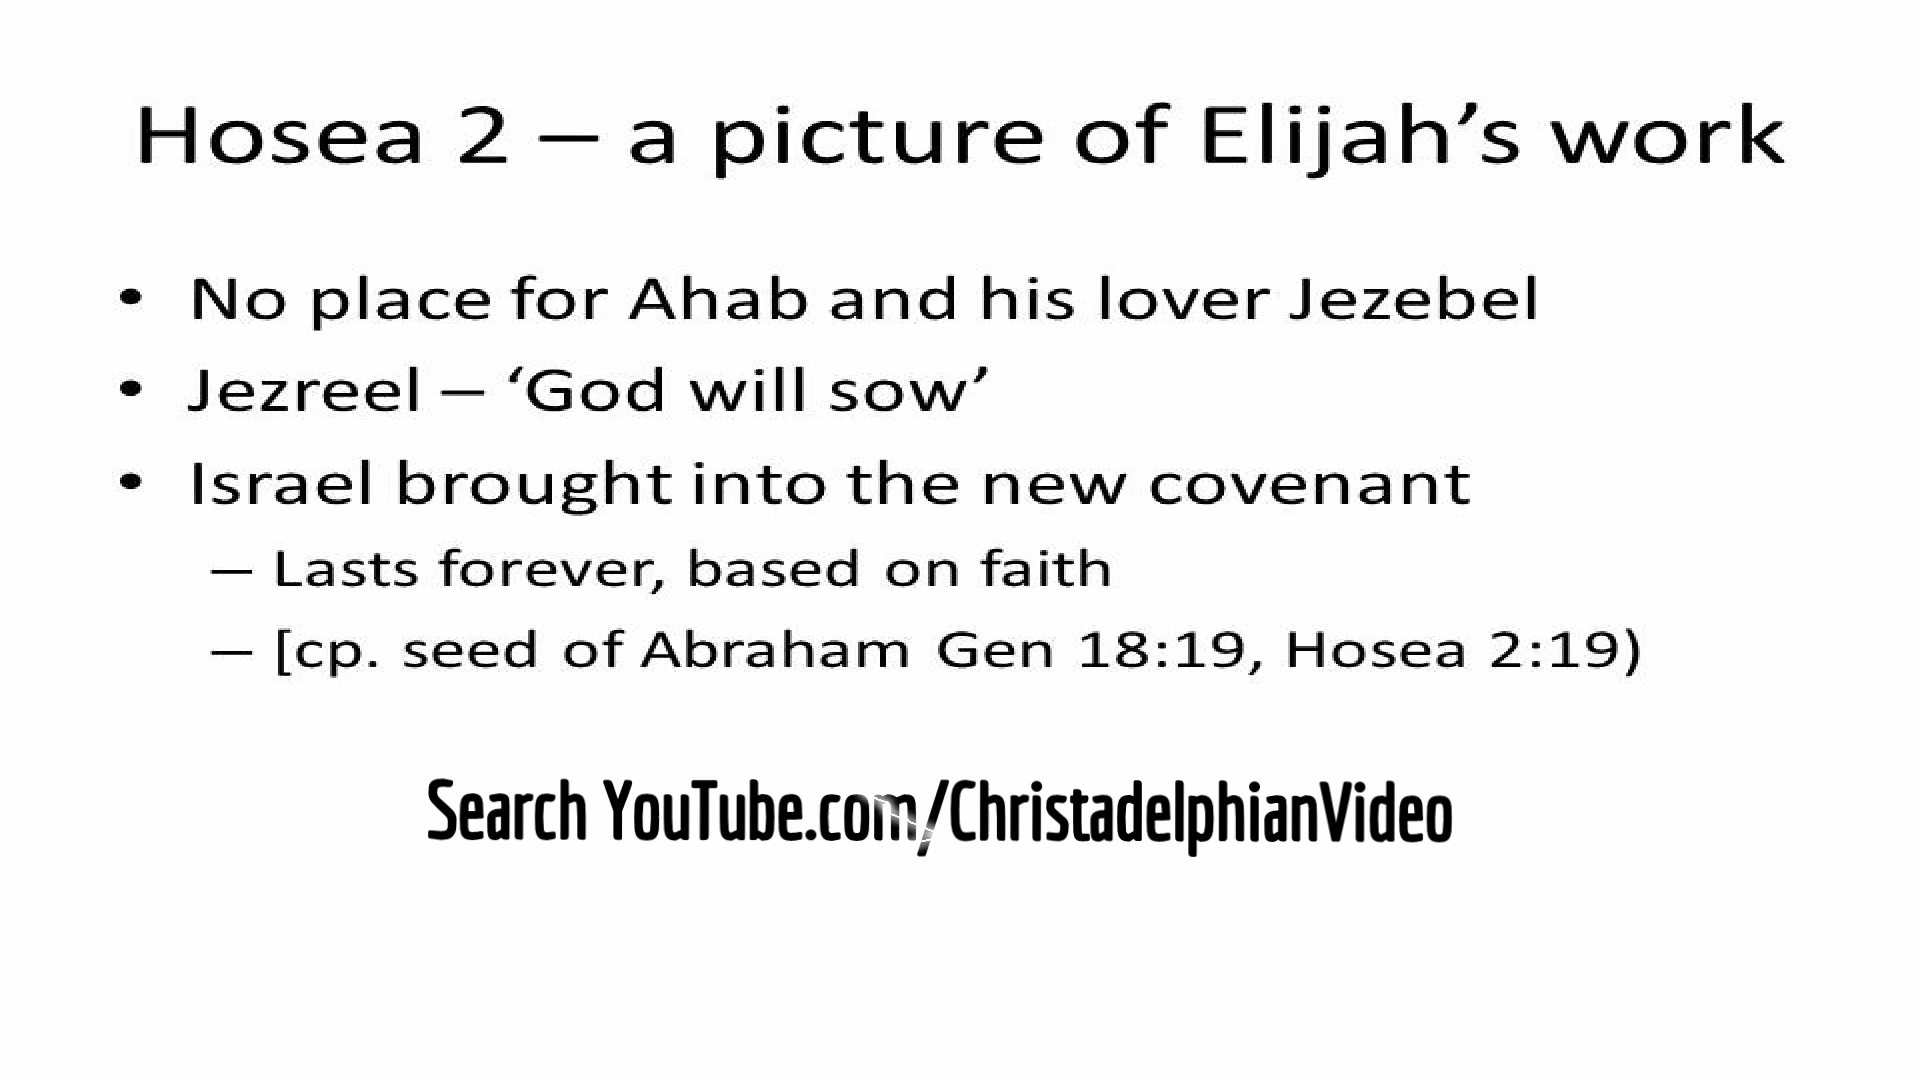 Hosea 2 – a picture of Elijah’s work
• No place for Ahab and his lover Jezebel
• Jezreel – ‘God will sow’
• Israel brought into the new covenant
– Lasts forever, based on faith
– [cp. seed of Abraham Gen 18:19, Hosea 2:19)
Search YouTube.com/ChristadelphianVideo